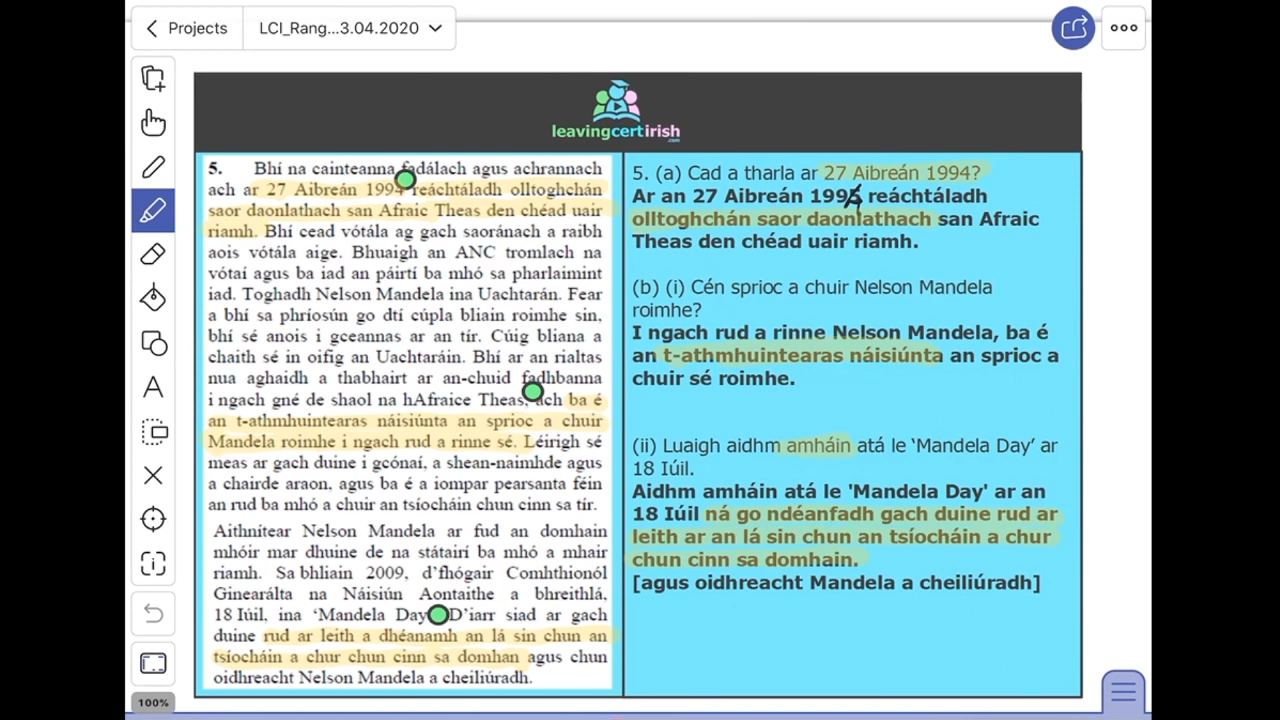 Projects
LCI_Rang...3.04.2020
leavingcertirish
.com
5. Bhí na cainteanna fadálach agus achrannach
ach ar 27 Aibreán 1994 reáchtáladh olltoghchán
saor daonlathach san Afraic Theas den chéad uair
riamh. Bhí cead vótála ag gach saoránach a raibh
aois vótála aige. Bhuaigh an ANC tromlach na
vótaí agus ba iad an páirtí ba mhó sa pharlaimint
iad. Toghadh Nelson Mandela ina Uachtarán. Fear
a bhí sa phríosún go dtí cúpla bliain roimhe sin,
bhí sé anois i gceannas ar an tír. Cúig bliana a
chaith sé in oifig an Uachtaráin. Bhí ar an rialtas
nua aghaidh a thabhairt ar an-chuid fadhbanna
i ngach gné de shaol na hAfraice Theas, ach ba é
an t-athmhuintearas náisiúnta an sprioc a chuir
Mandela roimhe i ngach rud a rinne sé. Léirigh sé
meas ar gach duine i gcónaí, a shean-naimhde agus
a chairde araon, agus ba é a iompar pearsanta féin
an rud ba mhó a chuir an tsíocháin chun cinn sa tír.
Aithnítear Nelson Mandela ar fud an domhain
mhóir mar dhuine de na státairí ba mhó a mhair
riamh. Sa bhliain 2009, d'fhógair Comhthionól
Ginearálta na Náisiún Aontaithe a bhreithlá,
18 Iúil, ina 'Mandela Day D'iarr siad ar gach
duine rud ar leith a dhéanamh an lá sin chun an
tsíocháin a chur chun cinn sa domhan agus chun
oidhreacht Nelson Mandela a cheiliúradh.
5. (a) Cad a tharla ar 27 Aibreán 1994?
Ar an 27 Aibreán 1994 reáchtáladh
olltoghchán saor daonlathach san Afraic
Theas den chéad uair riamh.
(b) (i) Cén sprioc a chuir Nelson Mandela
roimhe?
I ngach rud a rinne Nelson Mandela, ba é
an t-athmhuintearas náisiúnta an sprioc a
chuir sé roimhe.
(ii) Luaigh aidhm amháin atá le 'Mandela Day' ar
18 Iúil.
Aidhm amháin atá le 'Mandela Day' ar an
18 Iúil ná go ndéanfadh gach duine rud ar
leith ar an lá sin chun an tsíocháin a chur
chun cinn sa domhain.
[agus oidhreacht Mandela a cheiliúradh]
100%